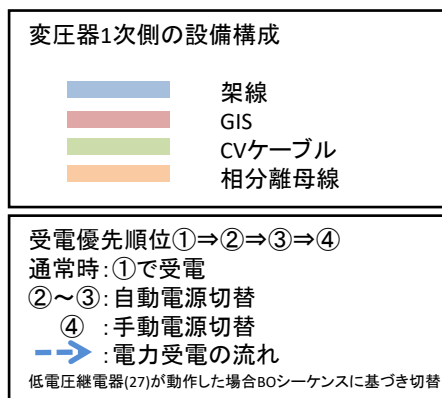 変圧器1次側の設備構成
架線
GIS
CVケーブル
相分離母線
受電優先順位①⇒②⇒③⇒④
通常時:①で受電
②～③:自動電源切替
④ :手動電源切替
:電力受電の流れ
低電圧継電器(27)が動作した場合BOシーケンスに基づき切替